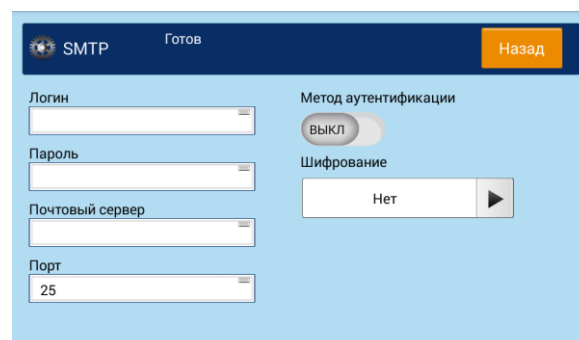 SMTP
Готов
Назад
Логин
Пароль
Почтовый сервер
Порт
25
Метод аутентификации
ВЫКЛ
Шифрование
Нет